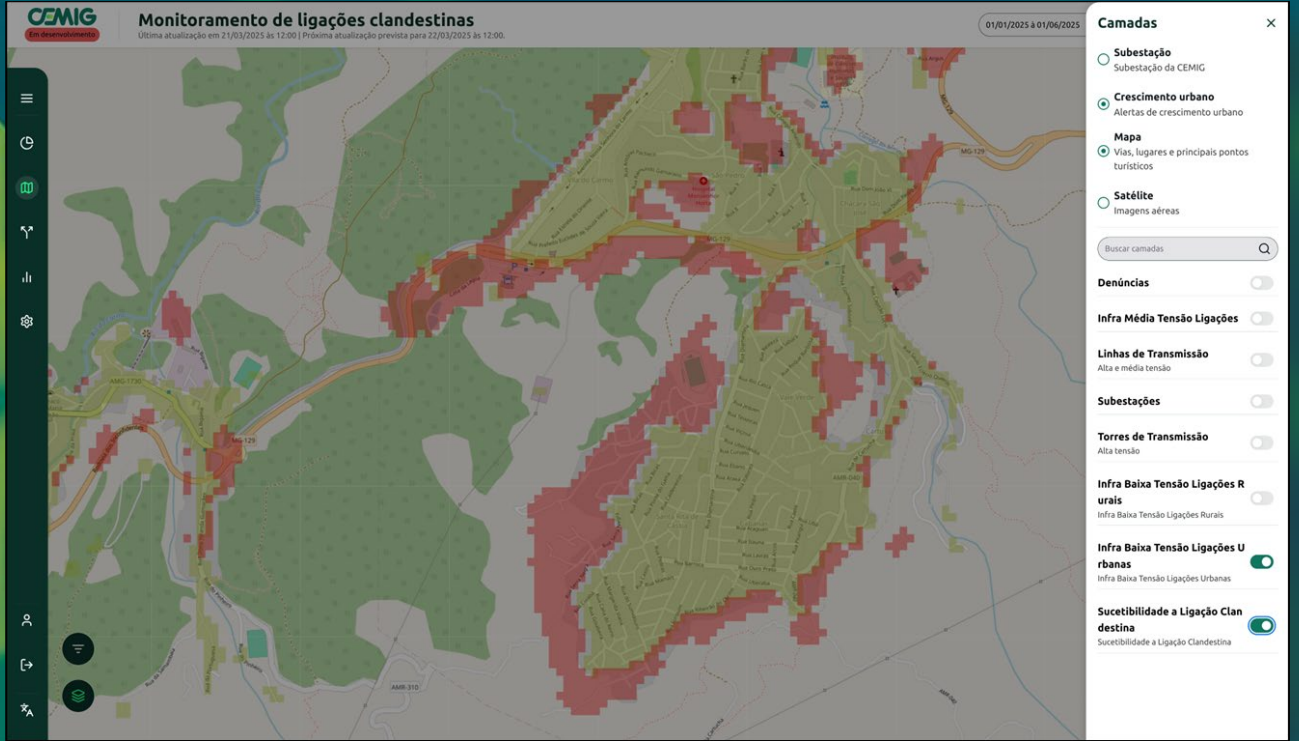 CEMIG
Em desenvolvimento
Monitoramento de ligações clandestinas
Última atualização em 21/03/2025 às 12:00 | Próxima atualização prevista para 22/03/2025 às 12:00.
01/01/2025 à 01/06/2025
Camadas
Subestação
Subestação da CEMIG
Crescimento urbano
Alertas de crescimento urbano
Mapa
Vias, lugares e principais pontos
turísticos
Satélite
Imagens aéreas
Buscar camadas
Denúncias
Infra Média Tensão Ligações
Linhas de Transmissão
Alta e média tensão
Subestações
Torres de Transmissão
Alta tensão
Infra Baixa Tensão Ligações R
urais
Infra Baixa Tensão Ligações Rurais
Infra Baixa Tensão Ligações U
rbanas
Infra Baixa Tensão Ligações Urbanas
Sucetibilidade a Ligação Clan
destina
Sucetibilidade a Ligação Clandestina
MG-129
MG-129
MG-129
AMG-1730
AMR-040
AMR-310